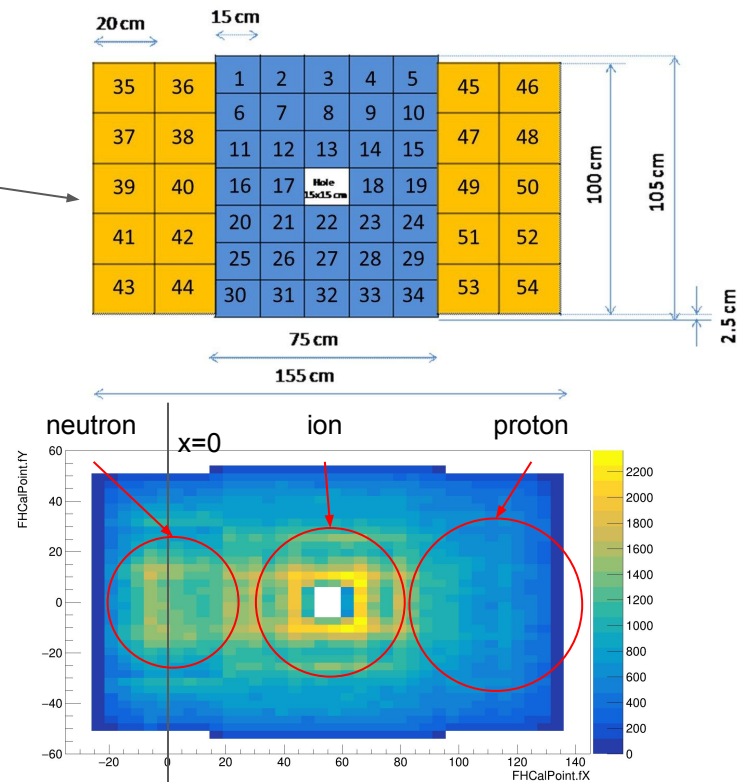 20 cm
15 cm
35 36 1 2 3 4 5 45 46
6 7 8 9 10
37 38 11 12 13 14 15 47 48
39 40 16 17 Hole 18 19 49 50
15x15 cm
41 42 20 21 22 23 24 51 52
25 26 27 28 29
43 44 30 31 32 33 34 53 54
100 cm
105 cm
2.5 cm
75 cm
155 cm
neutron ion proton
x=0
FHCalPoint.fY
60
40
20
0
−20
−40
−60
−20 0 20 40 60 80 100 120 140
FHCalPoint.fX
2200
2000
1800
1600
1400
1200
1000
800
600
400
200
0